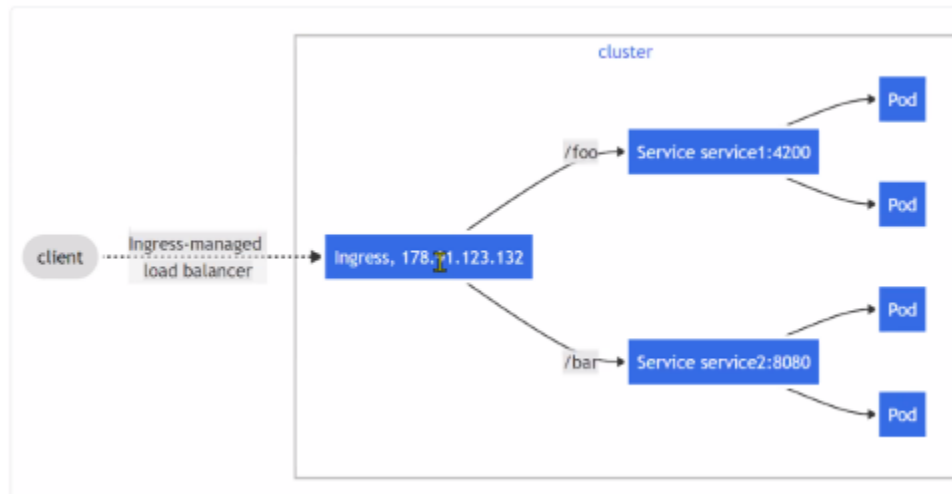 cluster
Pod
/foo
Service service1:4200
Pod
client
Ingress-managed
load balancer
Ingress,
Pod
/bar
Service service2:8080
Pod